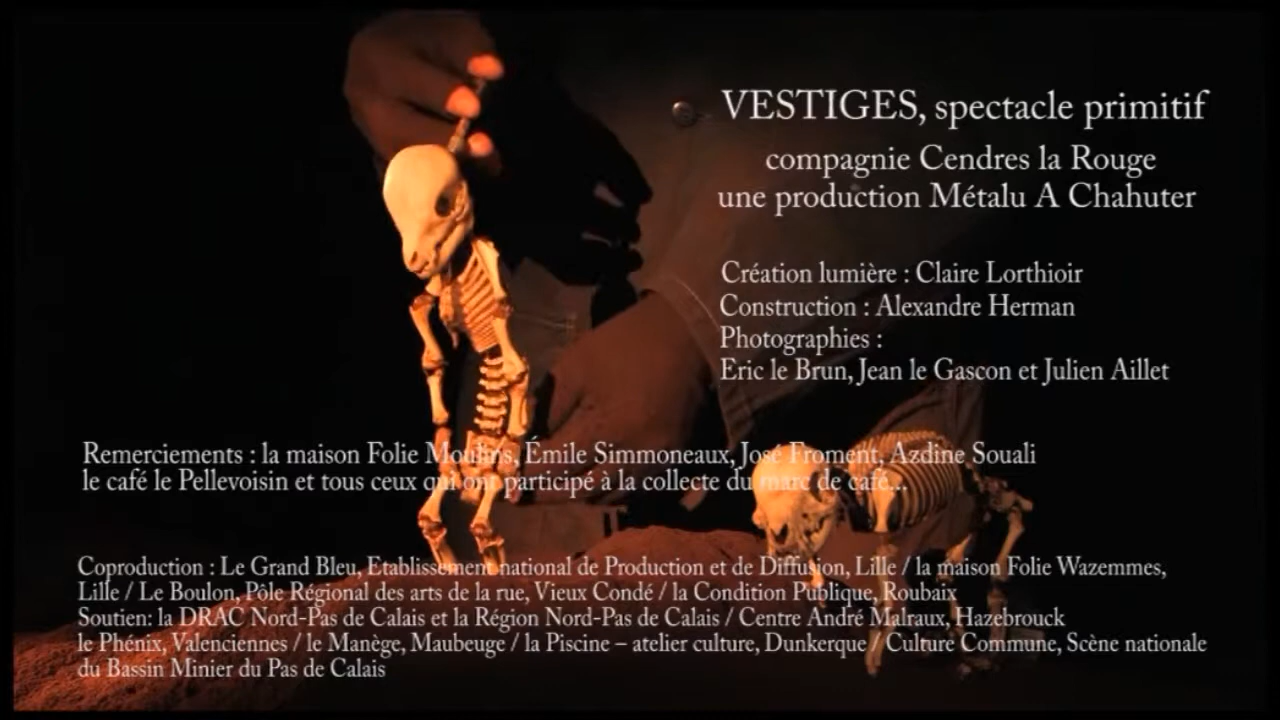 VESTIGES, spectacle primitif
compagnie Cendres la Rouge
une production Métalu A Chahuter
Création lumière : Claire Lorthioir
Construction : Alexandre Herman
Photographies :
Eric le Brun, Jean le Gascon et Julien Aillet
Remerciements : la maison Folie Moulins, Émile Simmoneaux, José Froment, Azdine Souali
le café le Pellevoisin et tous ceux qui ont participé à la collecte du marc de café...
Coproduction : Le Grand Bleu, Etablissement national de Production et de Diffusion, Lille / la maison Folie Wazemmes,
Lille / Le Boulon, Pôle Régional des arts de la rue, Vieux Condé / la Condition Publique, Roubaix
Soutien: la DRAC Nord-Pas de Calais et la Région Nord-Pas de Calais / Centre André Malraux, Hazebrouck
le Phénix, Valenciennes / le Manège, Maubeuge / la Piscine – atelier culture, Dunkerque / Culture Commune, Scène nationale
du Bassin Minier du Pas de Calais